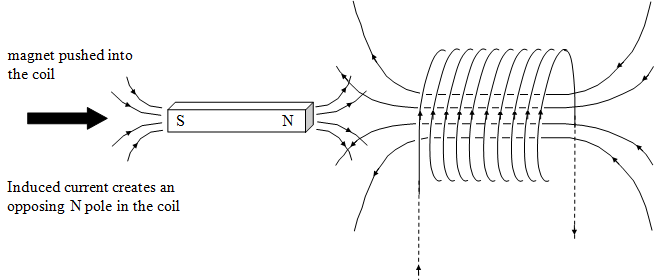 magnet pushed into
the coil
S N
Induced current creates an
opposing N pole in the coil